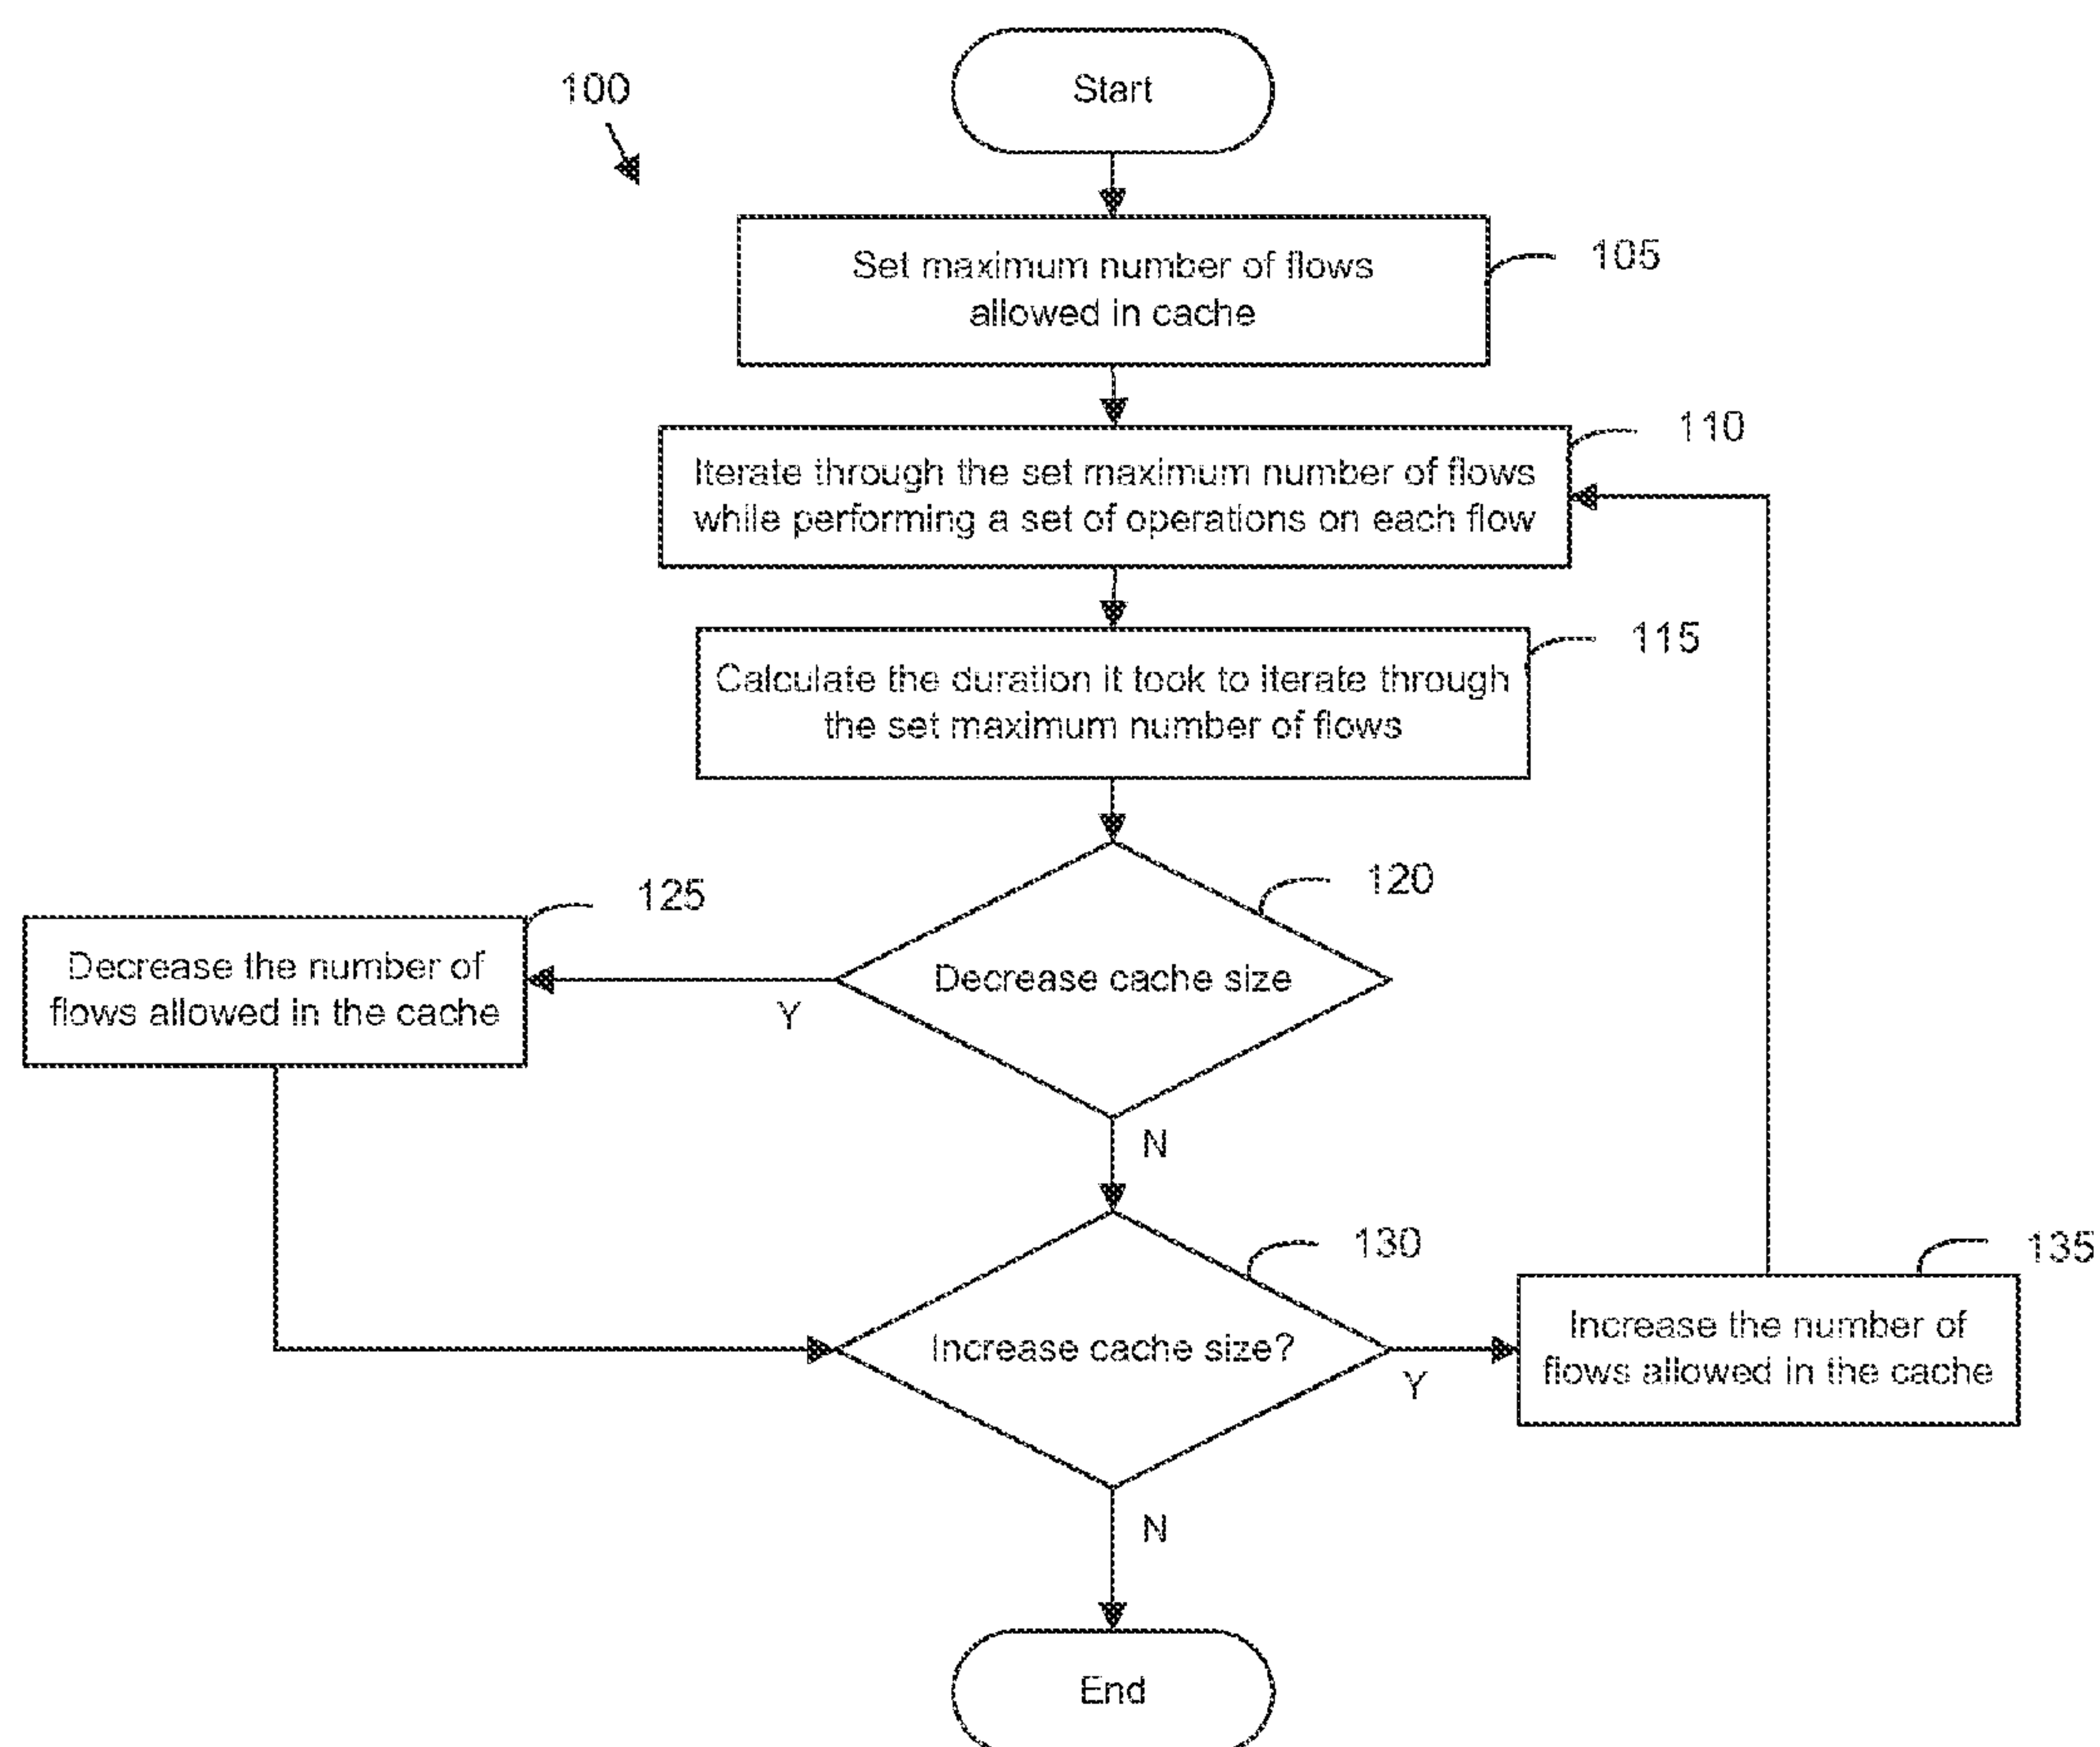 Start
100
Set maximum number of flows
allowed in cache
105
110
Iterate through the set maximum number of flows
while performing a set of operations on each flow
115
Calculate the duration it took to iterate through
the set maximum number of flows
120
125
Decrease the number of
flows allowed in the cache
Decrease cache size
Y
N
130
135
Increase cache size?
Increase the number of
flows allowed in the cache
Y
N
End